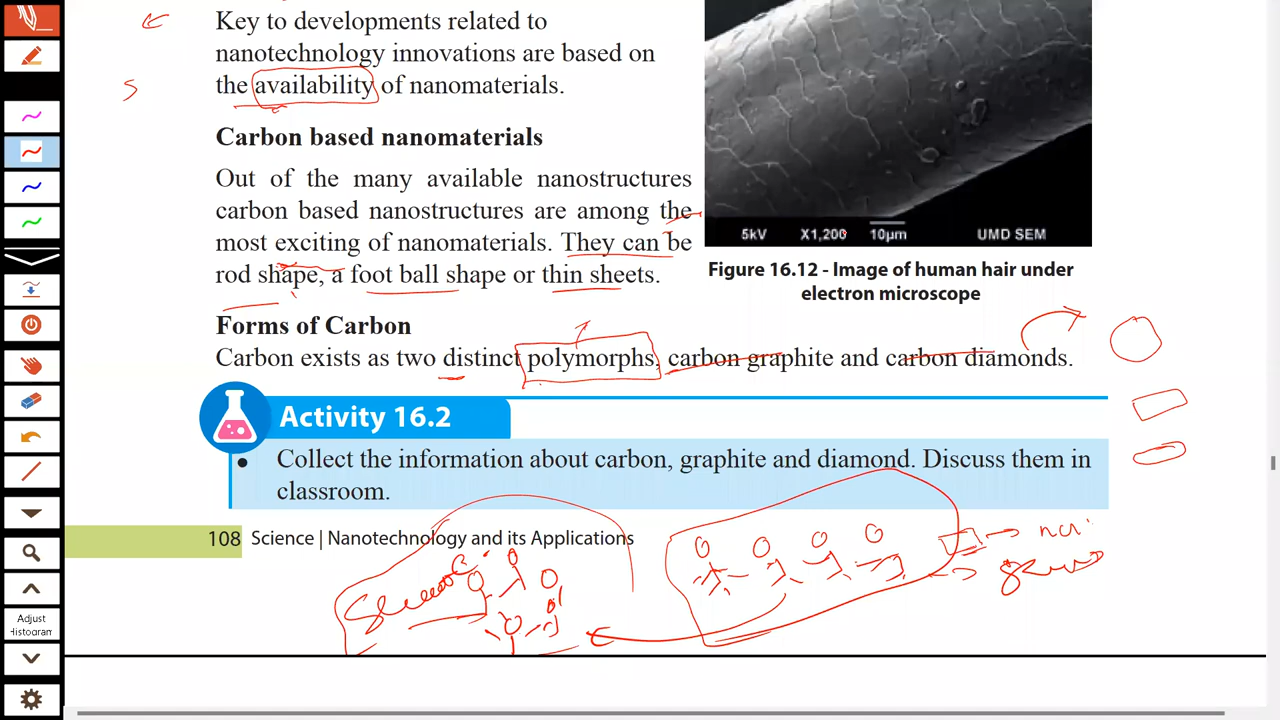 Key to developments related to
nanotechnology innovations are based on
the availability of nanomaterials.
Carbon based nanomaterials
Out of the many available nanostructures
carbon based nanostructures are among the
most exciting of nanomaterials. They can be
rod shape, a foot ball shape or thin sheets.
5kV X1,200 10μm UMD SEM
Figure 16.12 - Image of human hair under
electron microscope
Forms of Carbon
Carbon exists as two distinct polymorphs, carbon graphite and carbon diamonds.
Activity 16.2
• Collect the information about carbon, graphite and diamond. Discuss them in
classroom.
108 Science | Nanotechnology and its Applications
Adjust
Histogram